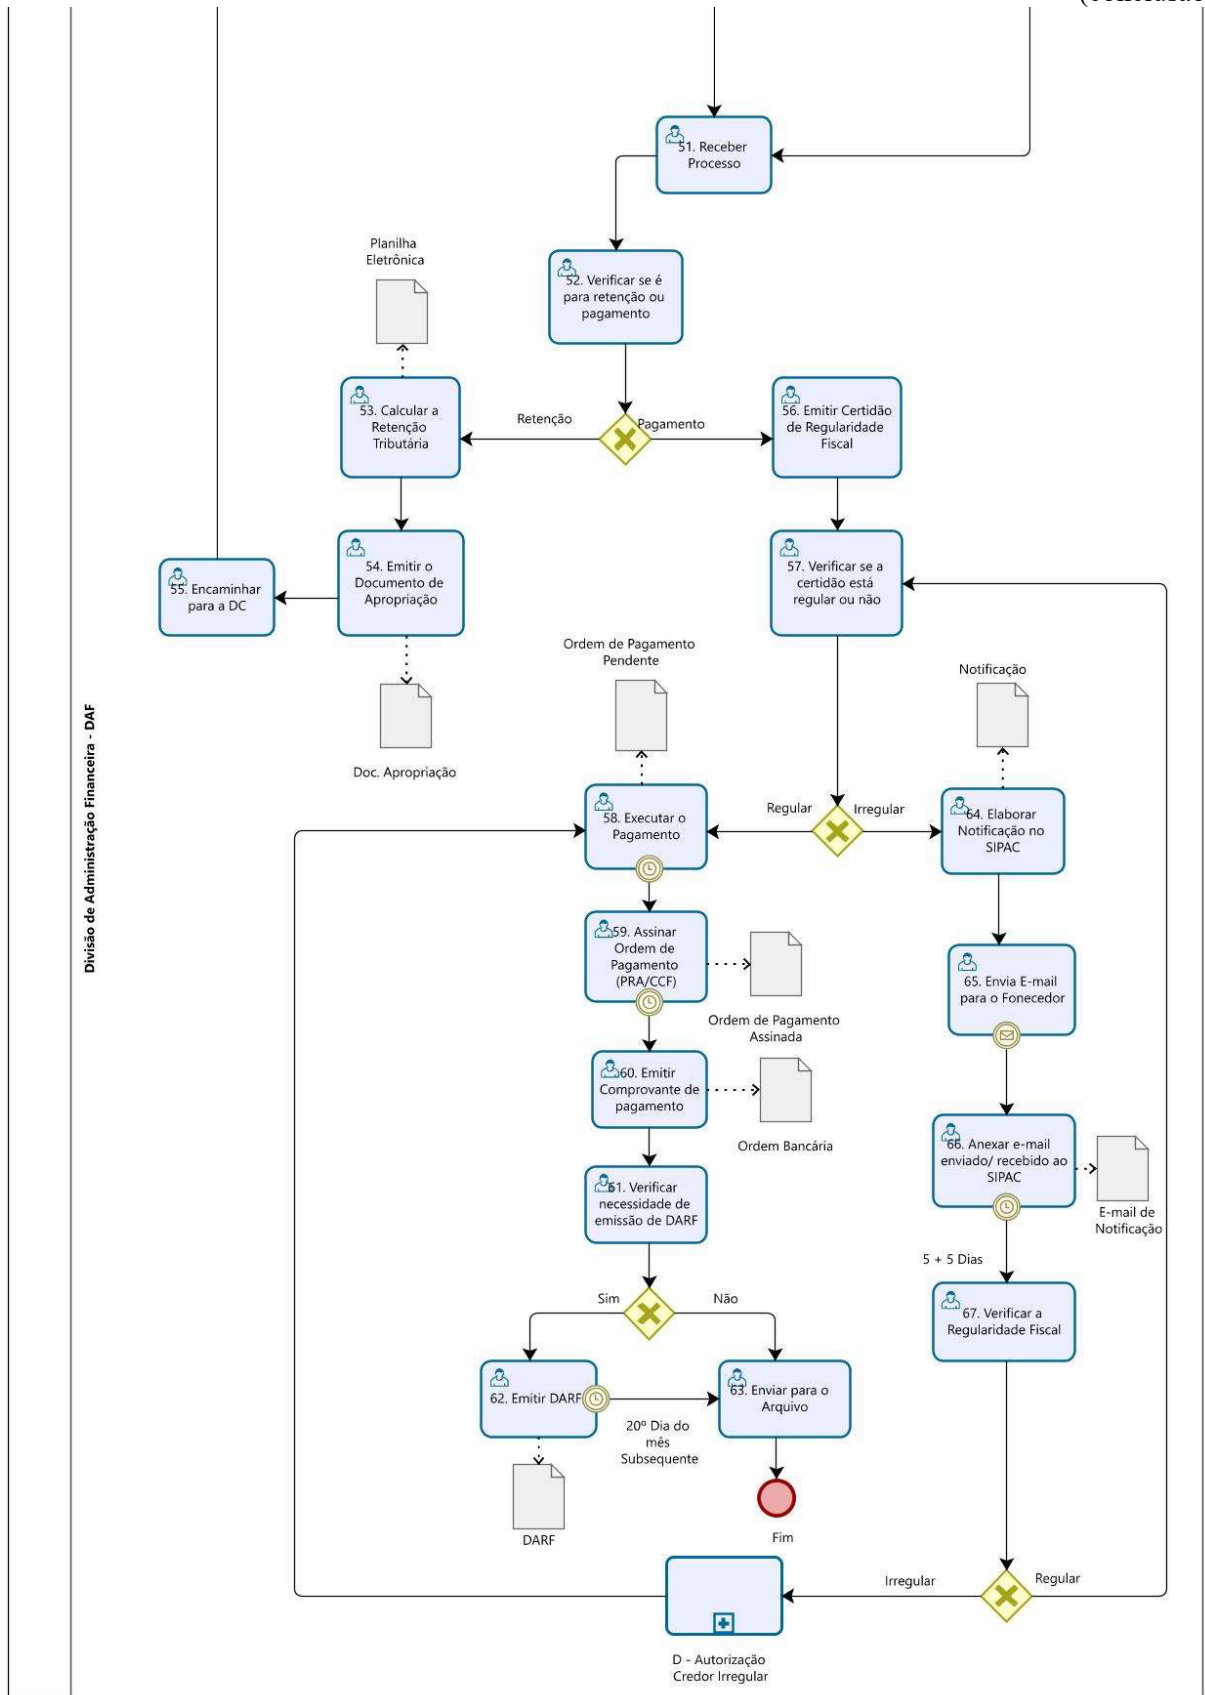 51. Receber
Processo
Planilha
Eletrônica
52. Verificar se é
para retenção ou
pagamento
53. Calcular a
Retenção
Tributária
Retenção
Pagamento
56. Emitir Certidão
de Regularidade
Fiscal
54. Emitir o
Documento de
Apropriação
55. Encaminhar
para a DC
57. Verificar se a
certidão está
regular ou não
Ordem de Pagamento
Pendente
Notificação
Doc. Apropriação
Divisão de Administração Financeira - DAF
58. Executar o
Pagamento
Regular
Irregular
64. Elaborar
Notificação no
SIPAC
59. Assinar
Ordem de
Pagamento
(PRA/CCF)
Ordem de Pagamento
Assinada
65. Envia E-mail
para o Fonecedor
60. Emitir
Comprovante de
pagamento
Ordem Bancária
66. Anexar e-mail
enviado/ recebido ao
SIPAC
E-mail de
Notificação
61. Verificar
necessidade de
emissão de DARF
5 + 5 Dias
67. Verificar a
Regularidade Fiscal
Sim
Não
62. Emitir DARF
20º Dia do
mês
Subsequente
63. Enviar para o
Arquivo
DARF
Fim
Irregular
Regular
D - Autorização
Credor Irregular